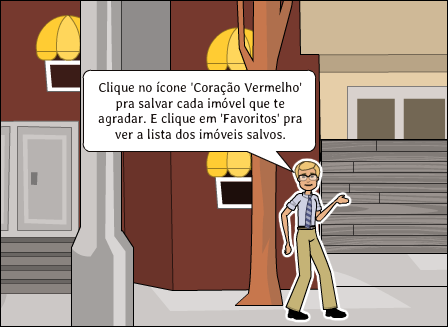 Clique no ícone 'Coração Vermelho'
pra salvar cada imóvel que te
agradar. E clique em 'Favoritos' pra
ver a lista dos imóveis salvos.